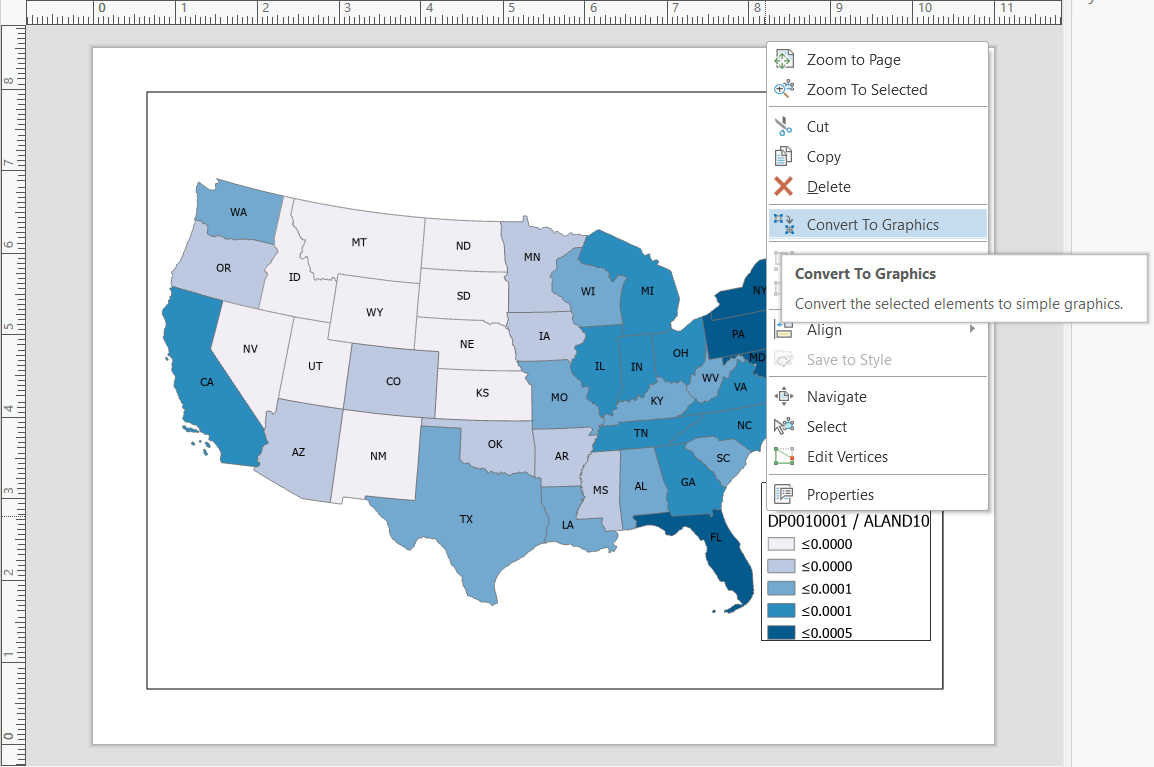 0 1 2 3 4 5 6 7 8 9 10 11
8
7
6
5
4
3
2
1
0
Zoom to Page
Zoom To Selected
Cut
Copy
Delete
Convert To Graphics
Convert To Graphics
Convert the selected elements to simple graphics.
Align
Save to Style
Navigate
Select
Edit Vertices
Properties
WA
MT
ND
MN
OR
ID
SD
WI
MI
NY
WY
IA
PA
NV
NE
UT
CO
IL
IN
OH
MD
CA
KS
MO
WV
VA
KY
AZ
NM
OK
AR
TN
NC
SC
MS
AL
GA
TX
LA
FL
DP0010001 / ALAND10
≤0.0000
≤0.0000
≤0.0001
≤0.0001
≤0.0005